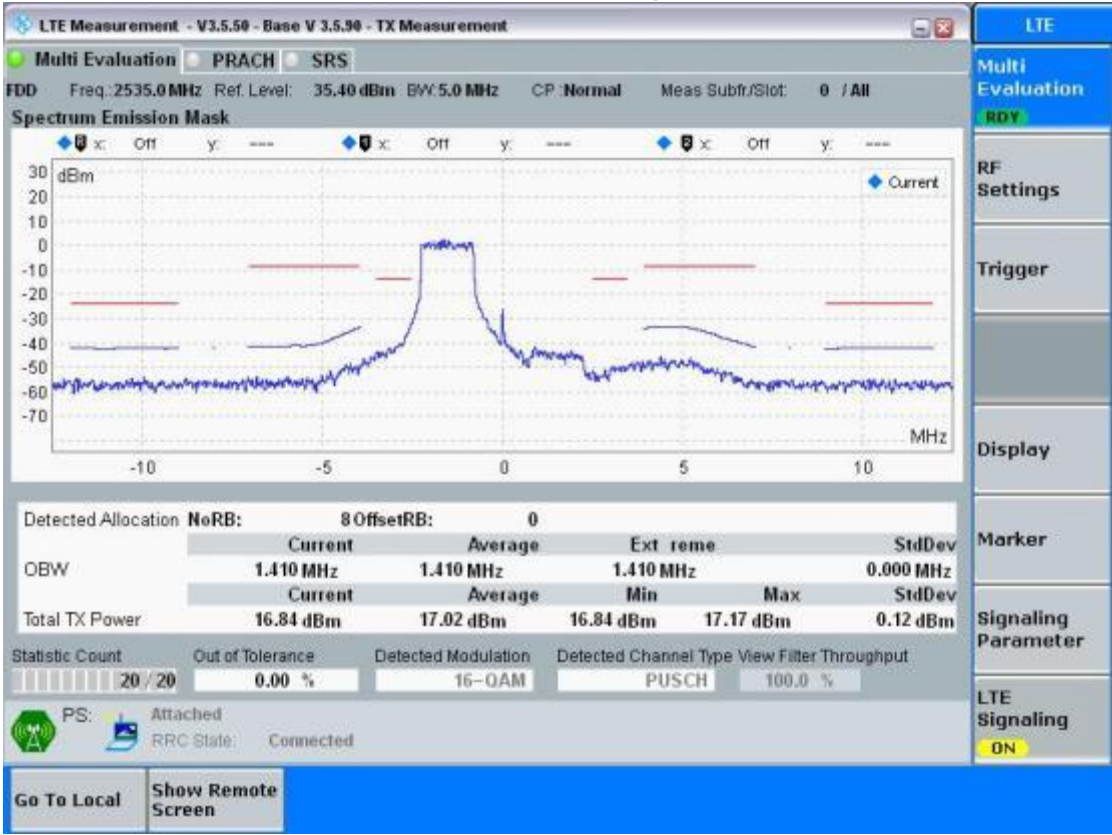 LTE Measurement - V3.5.50 - Base V 3.5.90 - TX Measurement
LTE
Multi Evaluation PRACH SRS
Multi
Evaluation
RDY
FDD Freq.:2535.0 MHz Ref. Level: 35.40 dBm BW:5.0 MHz CP :Normal Meas Subfr./Slot: 0 / All
Spectrum Emission Mask
x: Off y: --- x: Off y: --- x: Off y: ---
30 dBm
Current
20
10
0
-10
-20
-30
-40
-50
-60
-70
MHz
-10 -5 0 5 10
RF
Settings
Trigger
Display
Marker
Signaling
Parameter
LTE
Signaling
ON
Detected Allocation NoRB: 8 OffsetRB: 0
Current Average Ext reme StdDev
OBW 1.410 MHz 1.410 MHz 1.410 MHz 0.000 MHz
Current Average Min Max StdDev
Total TX Power 16.84 dBm 17.02 dBm 16.84 dBm 17.17 dBm 0.12 dBm
Statistic Count Out of Tolerance Detected Modulation Detected Channel Type View Filter Throughput
20 / 20 0.00 % 16-QAM PUSCH 100.0 %
PS: Attached
RRC State: Connected
Go To Local
Show Remote
Screen